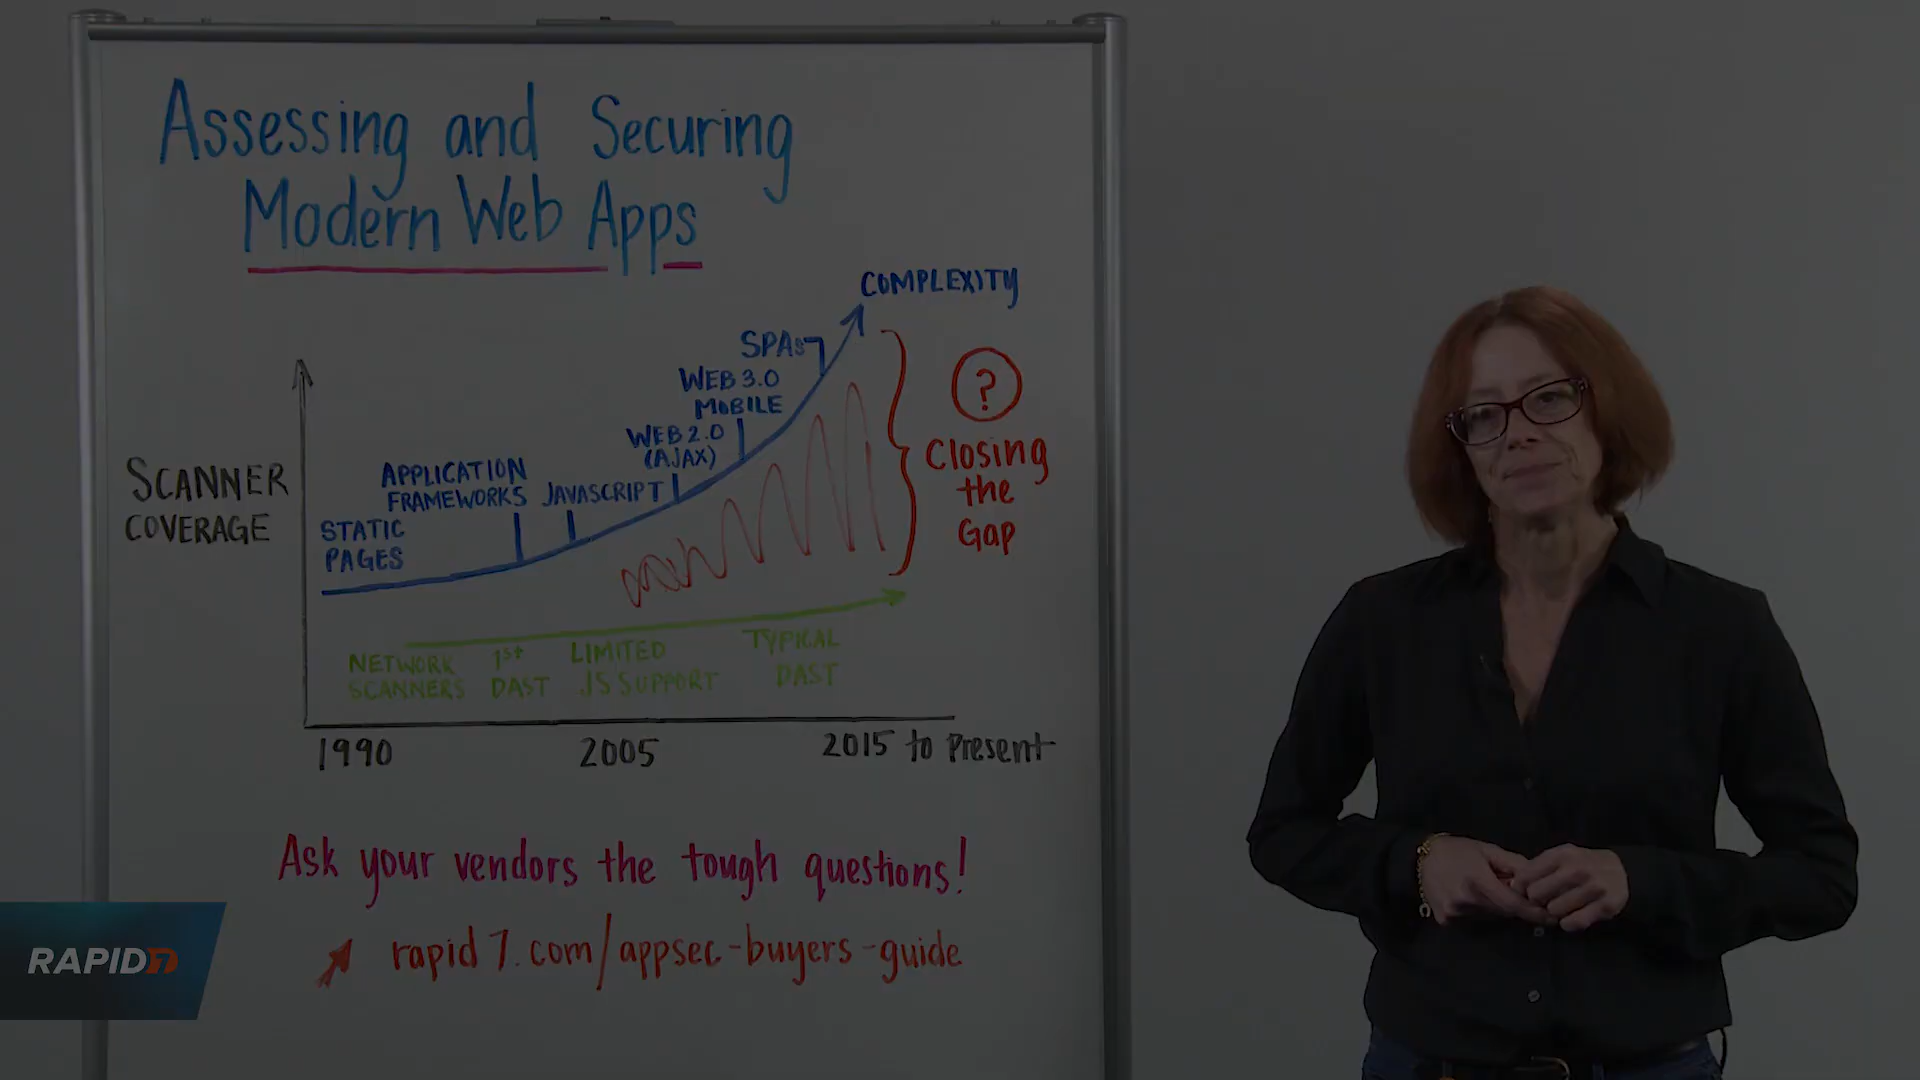 Assessing and Securing
Modern Web Apps
COMPLEXITY
SPAs
WEB 3.0
MOBILE
WEB 2.0
(AJAX)
JAVASCRIPT
APPLICATION
FRAMEWORKS
STATIC
PAGES
SCANNER
COVERAGE
?
Closing
the
Gap
NETWORK
SCANNERS
1st
DAST
LIMITED
JS SUPPORT
TYPICAL
DAST
1990
2005
2015 to Present
Ask your vendors the tough questions!
rapid7.com/appsec-buyers-guide
RAPID7